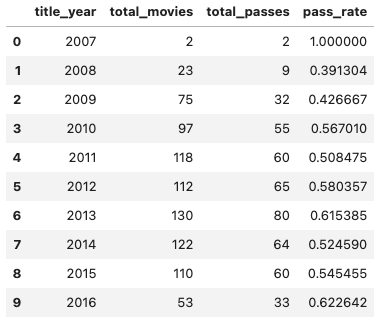 title_year total_movies total_passes pass_rate
0 2007 2 2 1.000000
1 2008 23 9 0.391304
2 2009 75 32 0.426667
3 2010 97 55 0.567010
4 2011 118 60 0.508475
5 2012 112 65 0.580357
6 2013 130 80 0.615385
7 2014 122 64 0.524590
8 2015 110 60 0.545455
9 2016 53 33 0.622642